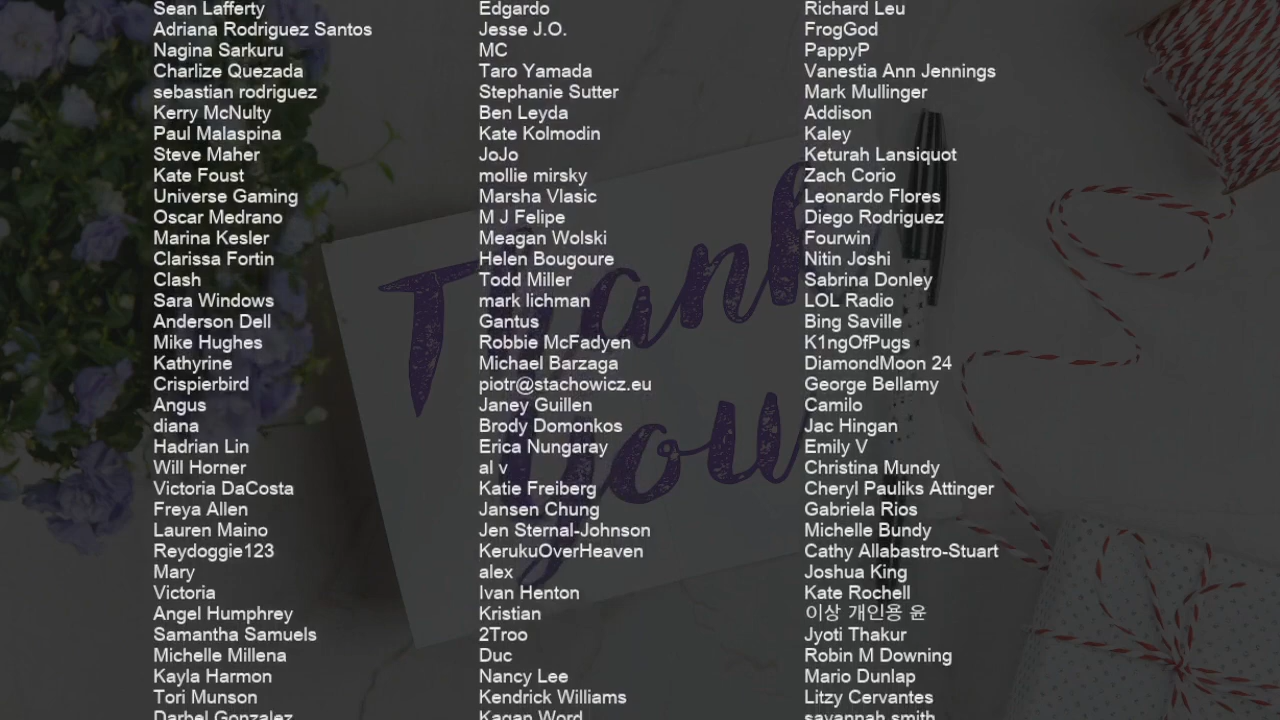 Sean Lafferty
Adriana Rodriguez Santos
Nagina Sarkuru
Charlize Quezada
sebastian rodriguez
Kerry McNulty
Paul Malaspina
Steve Maher
Kate Foust
Universe Gaming
Oscar Medrano
Marina Kesler
Clarissa Fortin
Clash
Sara Windows
Anderson Dell
Mike Hughes
Kathyrine
Crispierbird
Angus
diana
Hadrian Lin
Will Horner
Victoria DaCosta
Freya Allen
Lauren Maino
Reydoggie123
Mary
Victoria
Angel Humphrey
Samantha Samuels
Michelle Millena
Kayla Harmon
Tori Munson
Darbel Gonzalez
Edgardo
Jesse J.O.
MC
Taro Yamada
Stephanie Sutter
Ben Leyda
Kate Kolmodin
JoJo
mollie mirsky
Marsha Vlasic
M J Felipe
Meagan Wolski
Helen Bougoure
Todd Miller
mark lichman
Gantus
Robbie McFadyen
Michael Barzaga
piotr@stachowicz.eu
Janey Guillen
Brody Domonkos
Erica Nungaray
al v
Katie Freiberg
Jansen Chung
Jen Sternal-Johnson
KerukuOverHeaven
alex
Ivan Henton
Kristian
2Troo
Duc
Nancy Lee
Kendrick Williams
Kagan Word
Richard Leu
FrogGod
PappyP
Vanestia Ann Jennings
Mark Mullinger
Addison
Kaley
Keturah Lansiquot
Zach Corio
Leonardo Flores
Diego Rodriguez
Fourwin
Nitin Joshi
Sabrina Donley
LOL Radio
Bing Saville
K1ngOfPugs
DiamondMoon 24
George Bellamy
Camilo
Jac Hingan
Emily V
Christina Mundy
Cheryl Pauliks Attinger
Gabriela Rios
Michelle Bundy
Cathy Allabastro-Stuart
Joshua King
Kate Rochell
이상 개인용 윤
Jyoti Thakur
Robin M Downing
Mario Dunlap
Litzy Cervantes
savannah smith
Thank
you